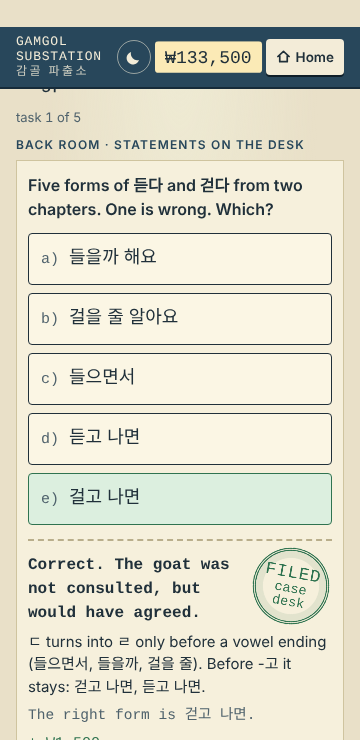 GAMGOL
SUBSTATION
감골 파출소
₩133,500
Home
task 1 of 5
BACK ROOM · STATEMENTS ON THE DESK
Five forms of 듣다 and 걷다 from two
chapters. One is wrong. Which?
a) 들을까 해요
b) 걸을 줄 알아요
c) 들으면서
d) 듣고 나면
e) 걸고 나면
Correct. The goat was
not consulted, but
would have agreed.
FILED
case
desk
ㄷ turns into ㄹ only before a vowel ending
(들으면서, 들을까, 걸을 줄). Before -고 it
stays: 걷고 나면, 듣고 나면.
The right form is 걷고 나면.